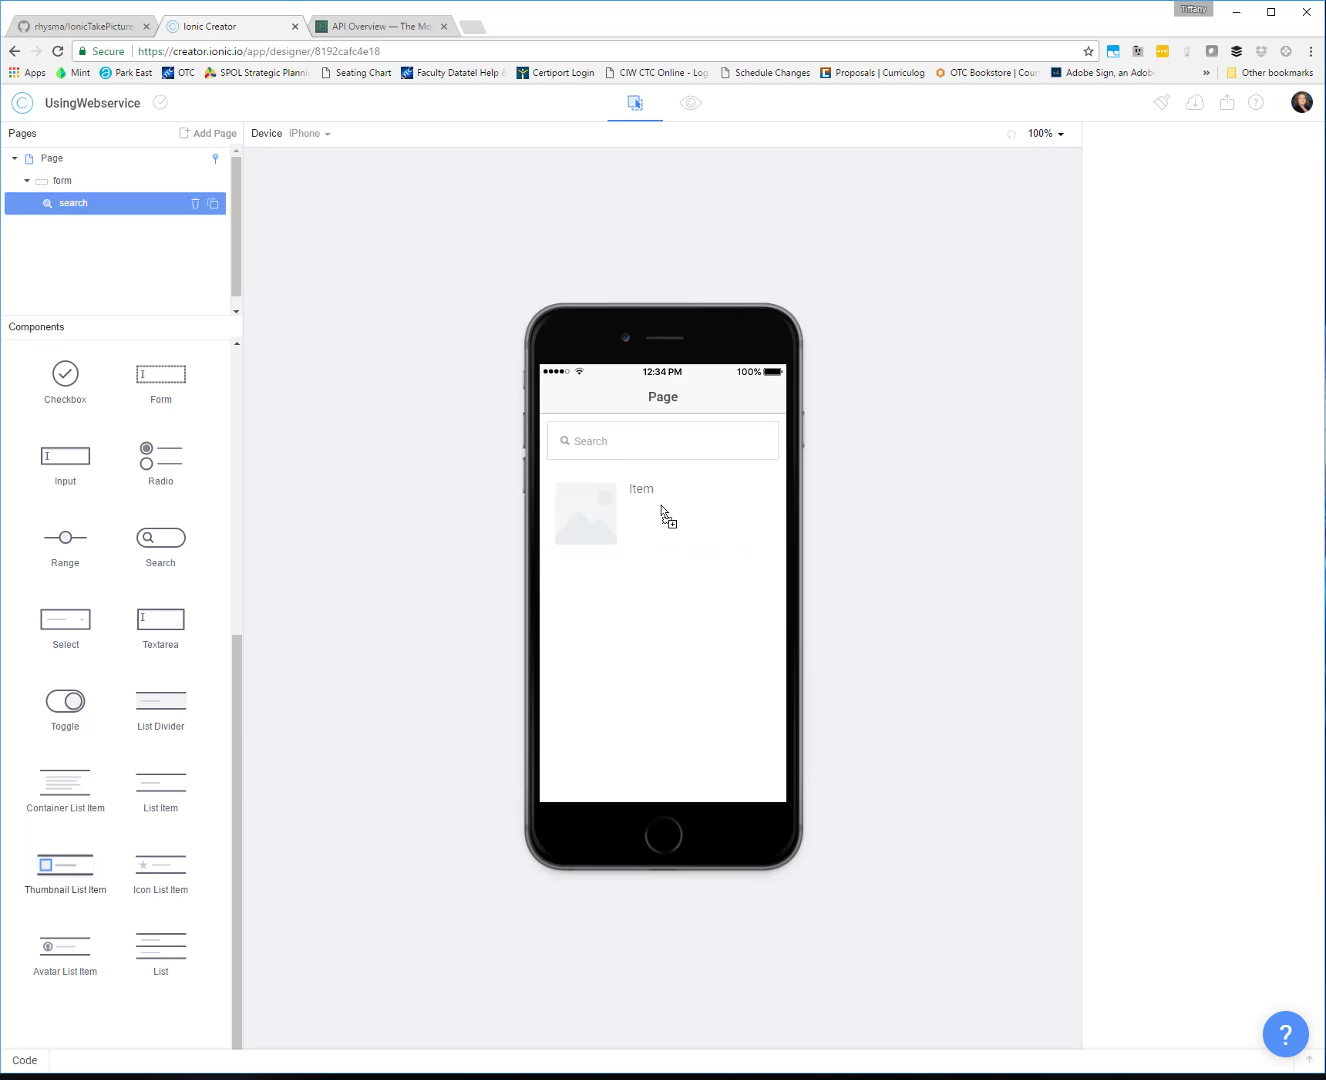 Tiffany
rhysma/IonicTakePicture
Ionic Creator
API Overview — The Mo
Secure
https://creator.ionic.io/app/designer/8192cafc4e18
Apps
Mint
Park East
OTC
SPOL Strategic Plannin
Seating Chart
Faculty Datatel Help &
Certiport Login
CIW CTC Online - Log
Schedule Changes
Proposals | Curriculog
OTC Bookstore | Coun
Adobe Sign, an Adob
»
Other bookmarks
UsingWebservice
Pages
Add Page
Device
iPhone
100%
Page
form
search
Components
Checkbox
Form
Input
Radio
Range
Search
Select
Textarea
Toggle
List Divider
Container List Item
List Item
Thumbnail List Item
Icon List Item
Avatar List Item
List
12:34 PM
100%
Page
Search
Item
Code
?